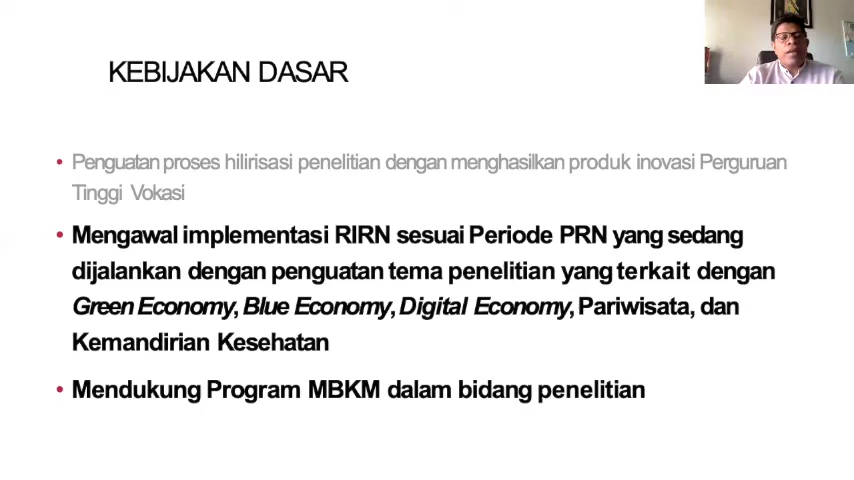 KEBIJAKAN DASAR
• Penguatan proses hilirisasi penelitian dengan menghasilkan produk inovasi Perguruan
Tinggi Vokasi
• Mengawal implementasi RIRN sesuai Periode PRN yang sedang
dijalankan dengan penguatan tema penelitian yang terkait dengan
Green Economy, Blue Economy, Digital Economy, Pariwisata, dan
Kemandirian Kesehatan
• Mendukung Program MBKM dalam bidang penelitian